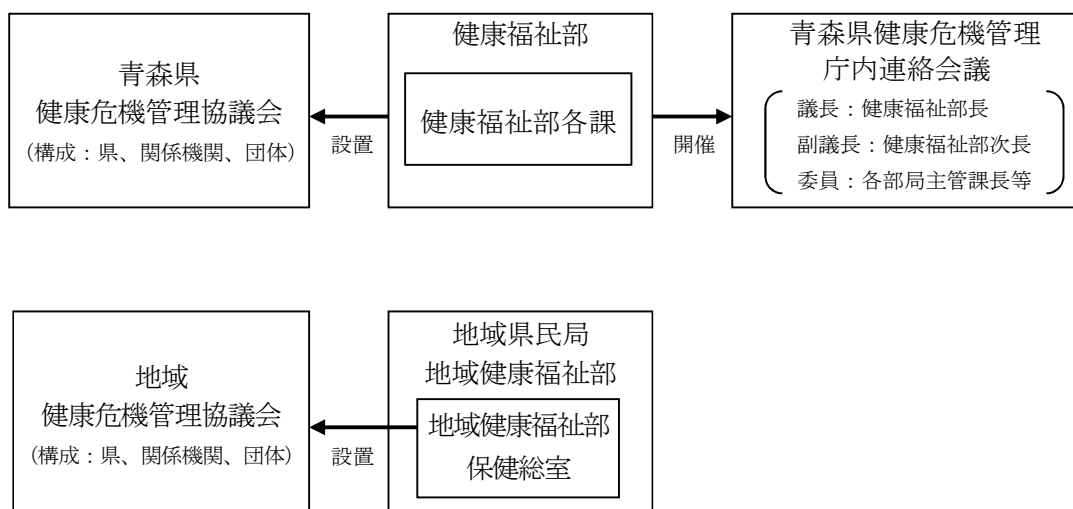 青森県
健康危機管理協議会
（構成：県、関係機関、団体）
設置
健康福祉部
健康福祉部各課
開催
青森県健康危機管理
庁内連絡会議
議長：健康福祉部長
副議長：健康福祉部次長
委員：各部局主管課長等
地域
健康危機管理協議会
（構成：県、関係機関、団体）
設置
地域県民局
地域健康福祉部
地域健康福祉部
保健総室